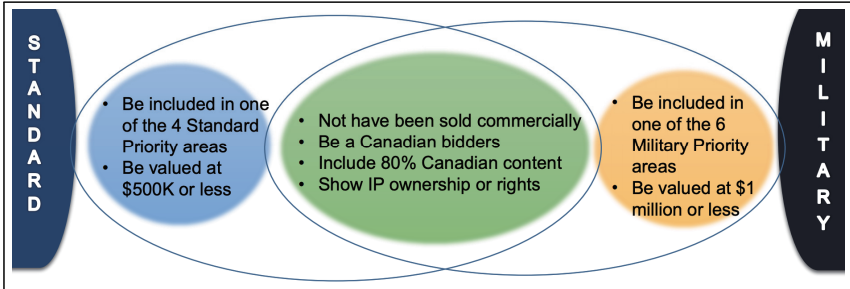 STANDARD
• Be included in one
of the 4 Standard
Priority areas
• Be valued at
$500K or less
• Not have been sold commercially
• Be a Canadian bidders
• Include 80% Canadian content
• Show IP ownership or rights
• Be included in
one of the 6
Military Priority
areas
• Be valued at $1
million or less
MILITARY